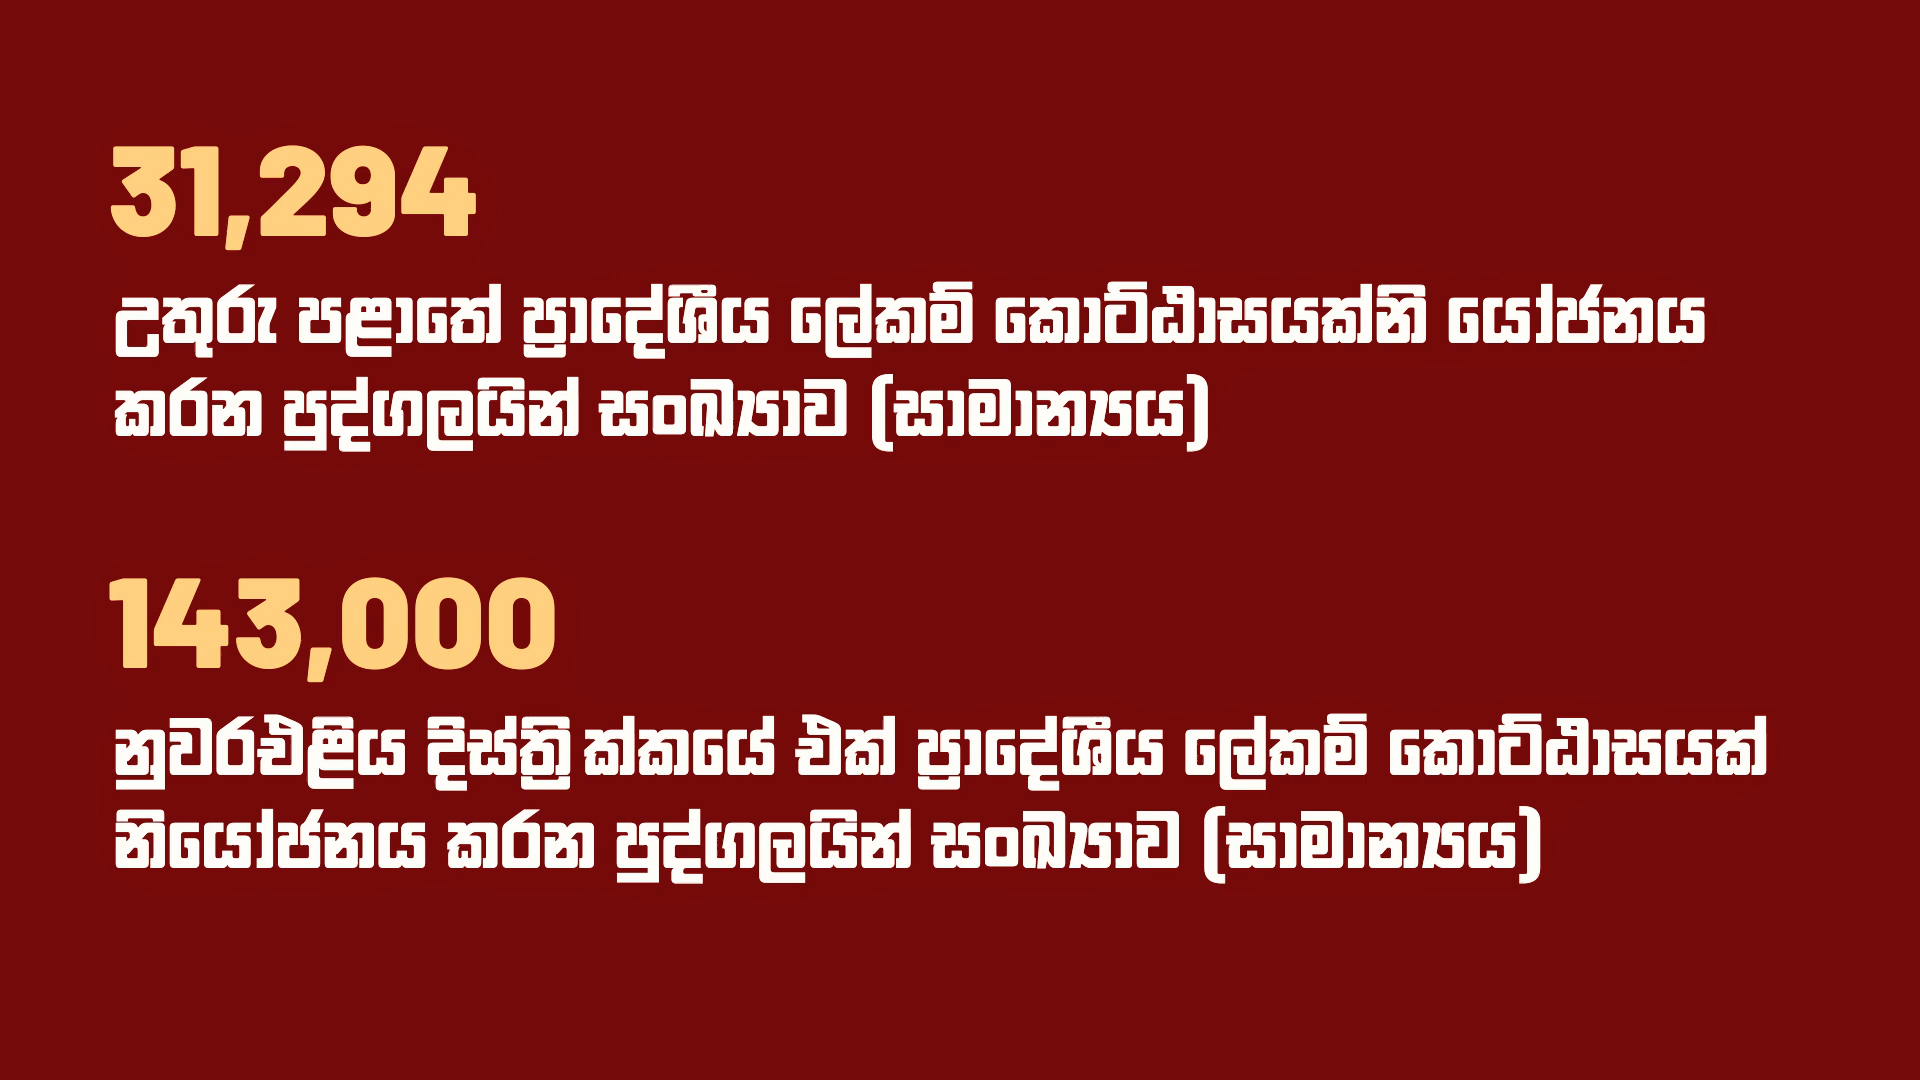 31,294
උතුරු පළාතේ ප්‍රාදේශීය ලේකම් කොට්ඨාසයක්නි යෝජනය
කරන පුද්ගලයින් සංඛ්‍යාව (සාමාන්‍යය)
143,000
නුවරඑළිය දිස්ත්‍රි ක්කයේ එක් ප්‍රාදේශීය ලේකම් කොට්ඨාසයක්
නියෝජනය කරන පුද්ගලයින් සංඛ්‍යාව (සාමාන්‍යය)